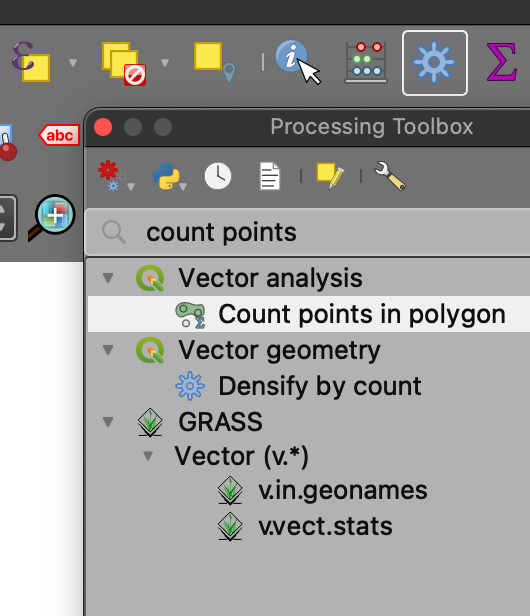 abc
Processing Toolbox
count points
Vector analysis
Count points in polygon
Vector geometry
Densify by count
GRASS
Vector (v.*)
v.in.geonames
v.vect.stats